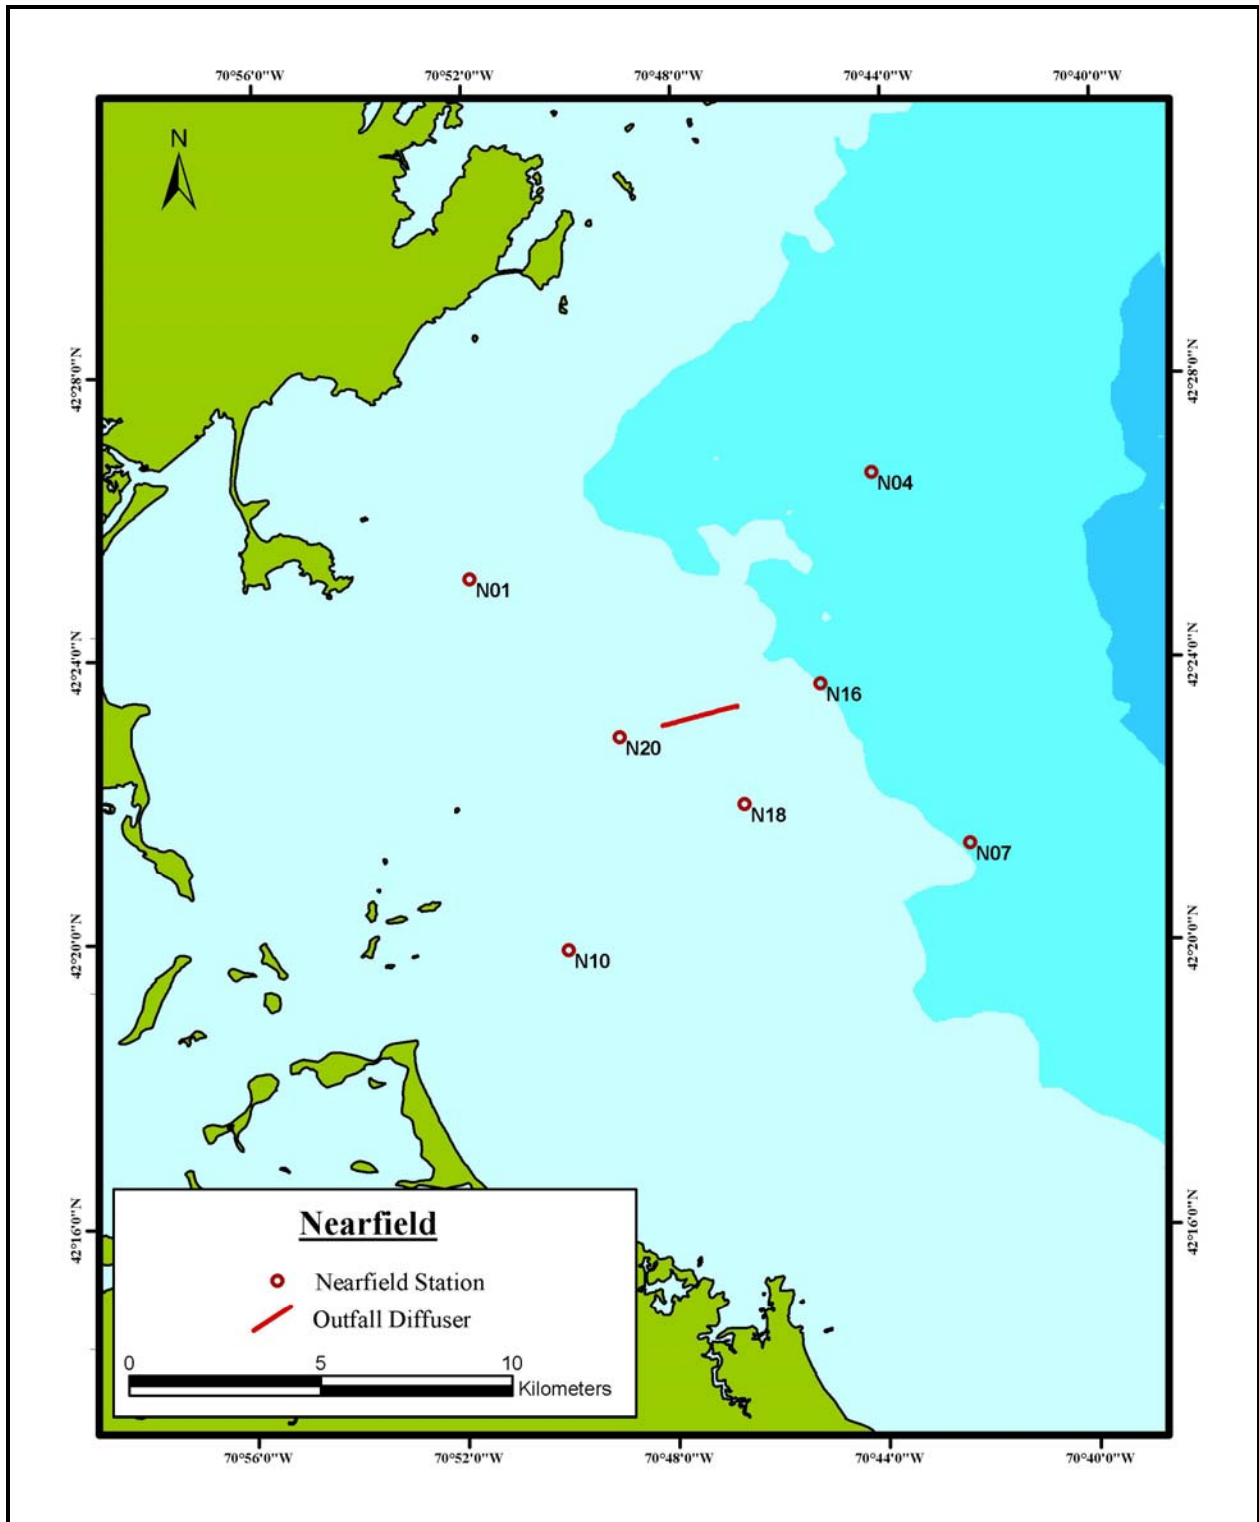 70°56'0"W 70°52'0"W 70°48'0"W 70°44'0"W 70°40'0"W
N
42°28'0"N 42°28'0"N
N04
N01
42°24'0"N 42°24'0"N
N16
N20
N18
N07
42°20'0"N 42°20'0"N
N10
42°16'0"N 42°16'0"N
Nearfield
Nearfield Station
Outfall Diffuser
0 5 10
Kilometers
70°56'0"W 70°52'0"W 70°48'0"W 70°44'0"W 70°40'0"W